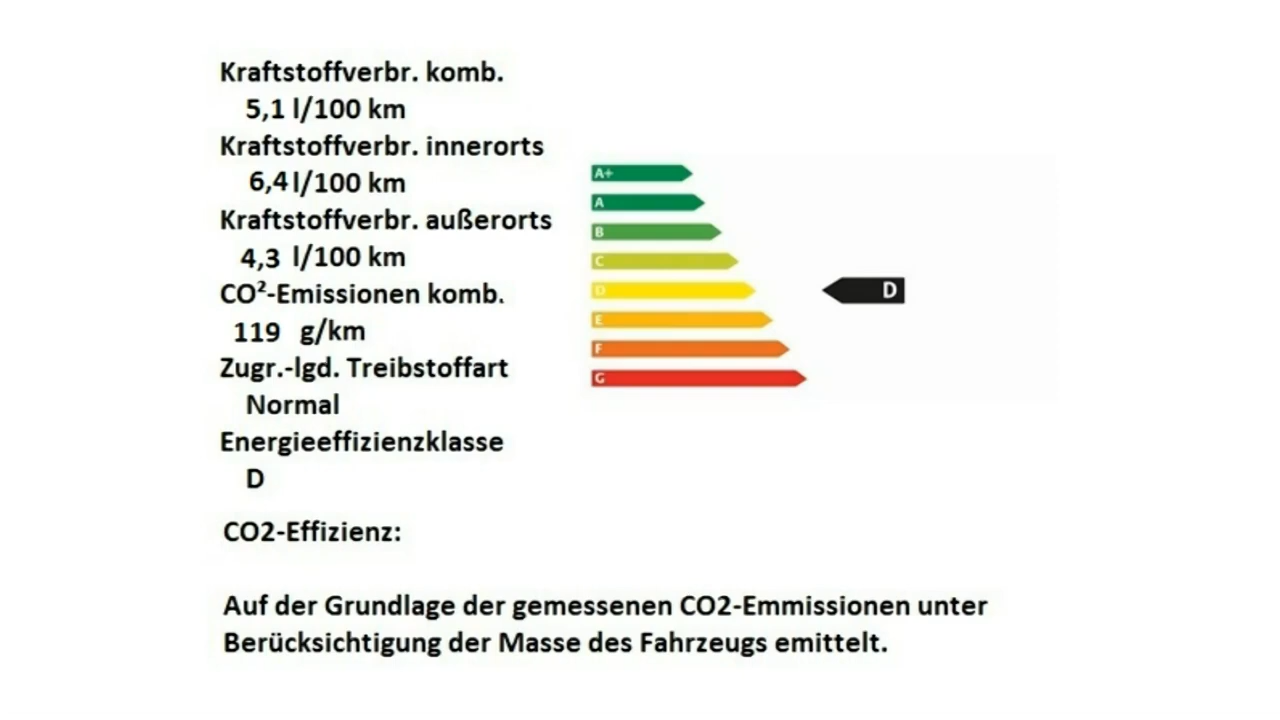 Kraftstoffverbr. komb.
5,1 l/100 km
Kraftstoffverbr. innerorts
6,4 l/100 km
Kraftstoffverbr. außerorts
4,3 l/100 km
CO²-Emissionen komb.
119 g/km
Zugr.-lgd. Treibstoffart
Normal
Energieeffizienzklasse
D
A+
A
B
C
D
D
E
F
G
CO2-Effizienz:
Auf der Grundlage der gemessenen CO2-Emmissionen unter
Berücksichtigung der Masse des Fahrzeugs emittelt.